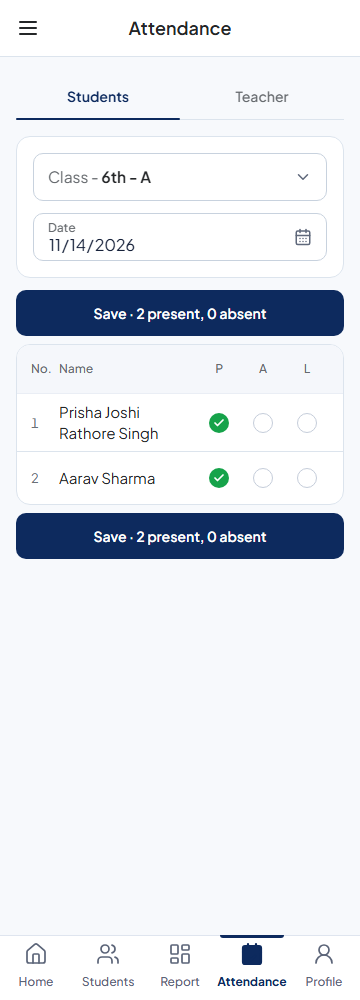 Attendance
Students
Teacher
Class - 6th - A
Date
11/14/2026
Save · 2 present, 0 absent
No. Name P A L
1 Prisha Joshi
Rathore Singh
2 Aarav Sharma
Save · 2 present, 0 absent
Home Students Report Attendance Profile